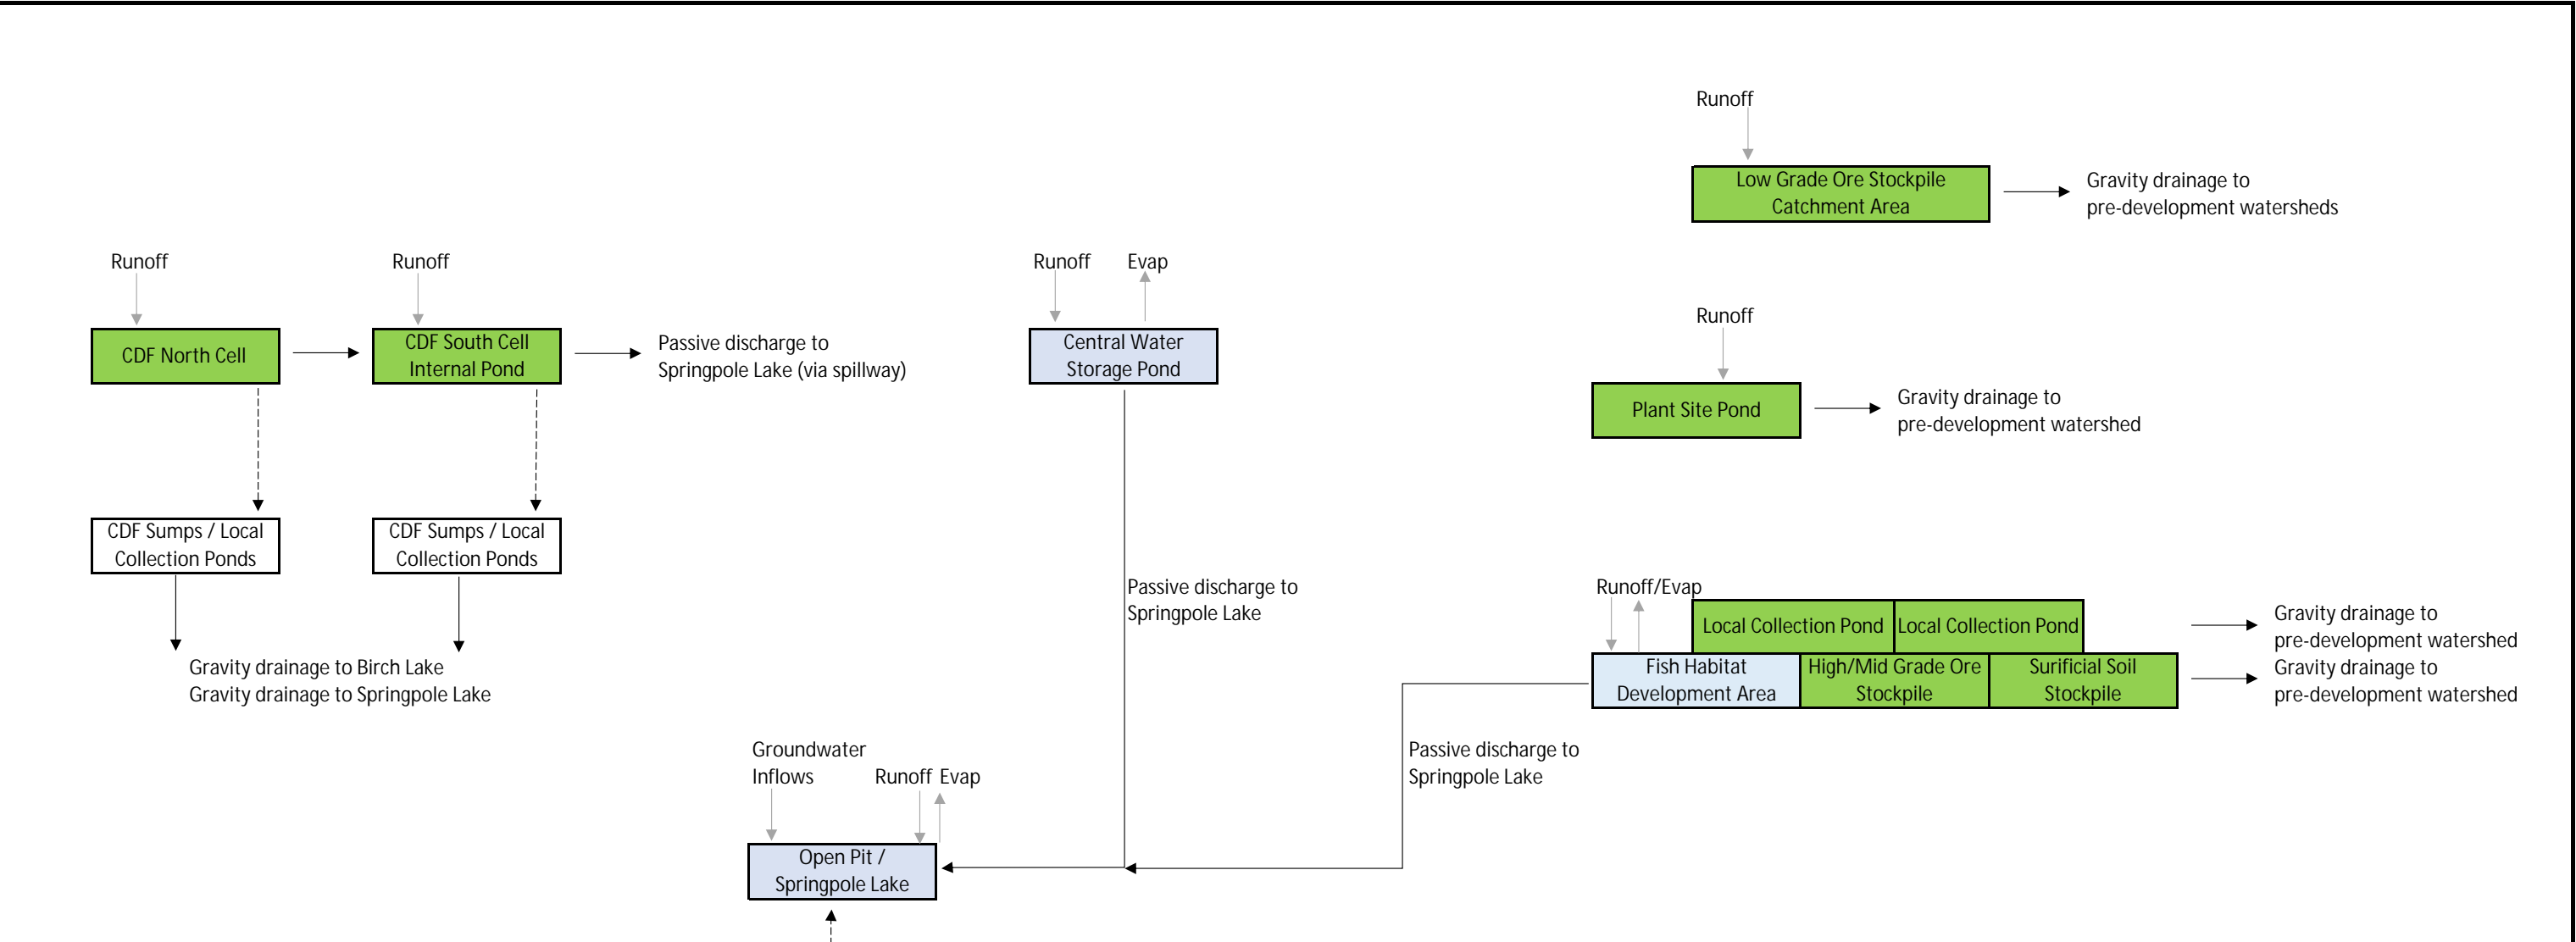 Runoff
Low Grade Ore Stockpile
Catchment Area
Gravity drainage to
pre-development watersheds
Runoff
Runoff
Runoff
Evap
CDF North Cell
CDF South Cell
Internal Pond
Passive discharge to
Springpole Lake (via spillway)
Central Water
Storage Pond
Runoff
Plant Site Pond
Gravity drainage to
pre-development watershed
CDF Sumps / Local
Collection Ponds
CDF Sumps / Local
Collection Ponds
Gravity drainage to Birch Lake
Gravity drainage to Springpole Lake
Passive discharge to
Springpole Lake
Runoff/Evap
Local Collection Pond
Local Collection Pond
Gravity drainage to
pre-development watershed
Fish Habitat
Development Area
High/Mid Grade Ore
Stockpile
Surificial Soil
Stockpile
Gravity drainage to
pre-development watershed
Passive discharge to
Springpole Lake
Groundwater
Inflows
Runoff
Evap
Open Pit /
Springpole Lake